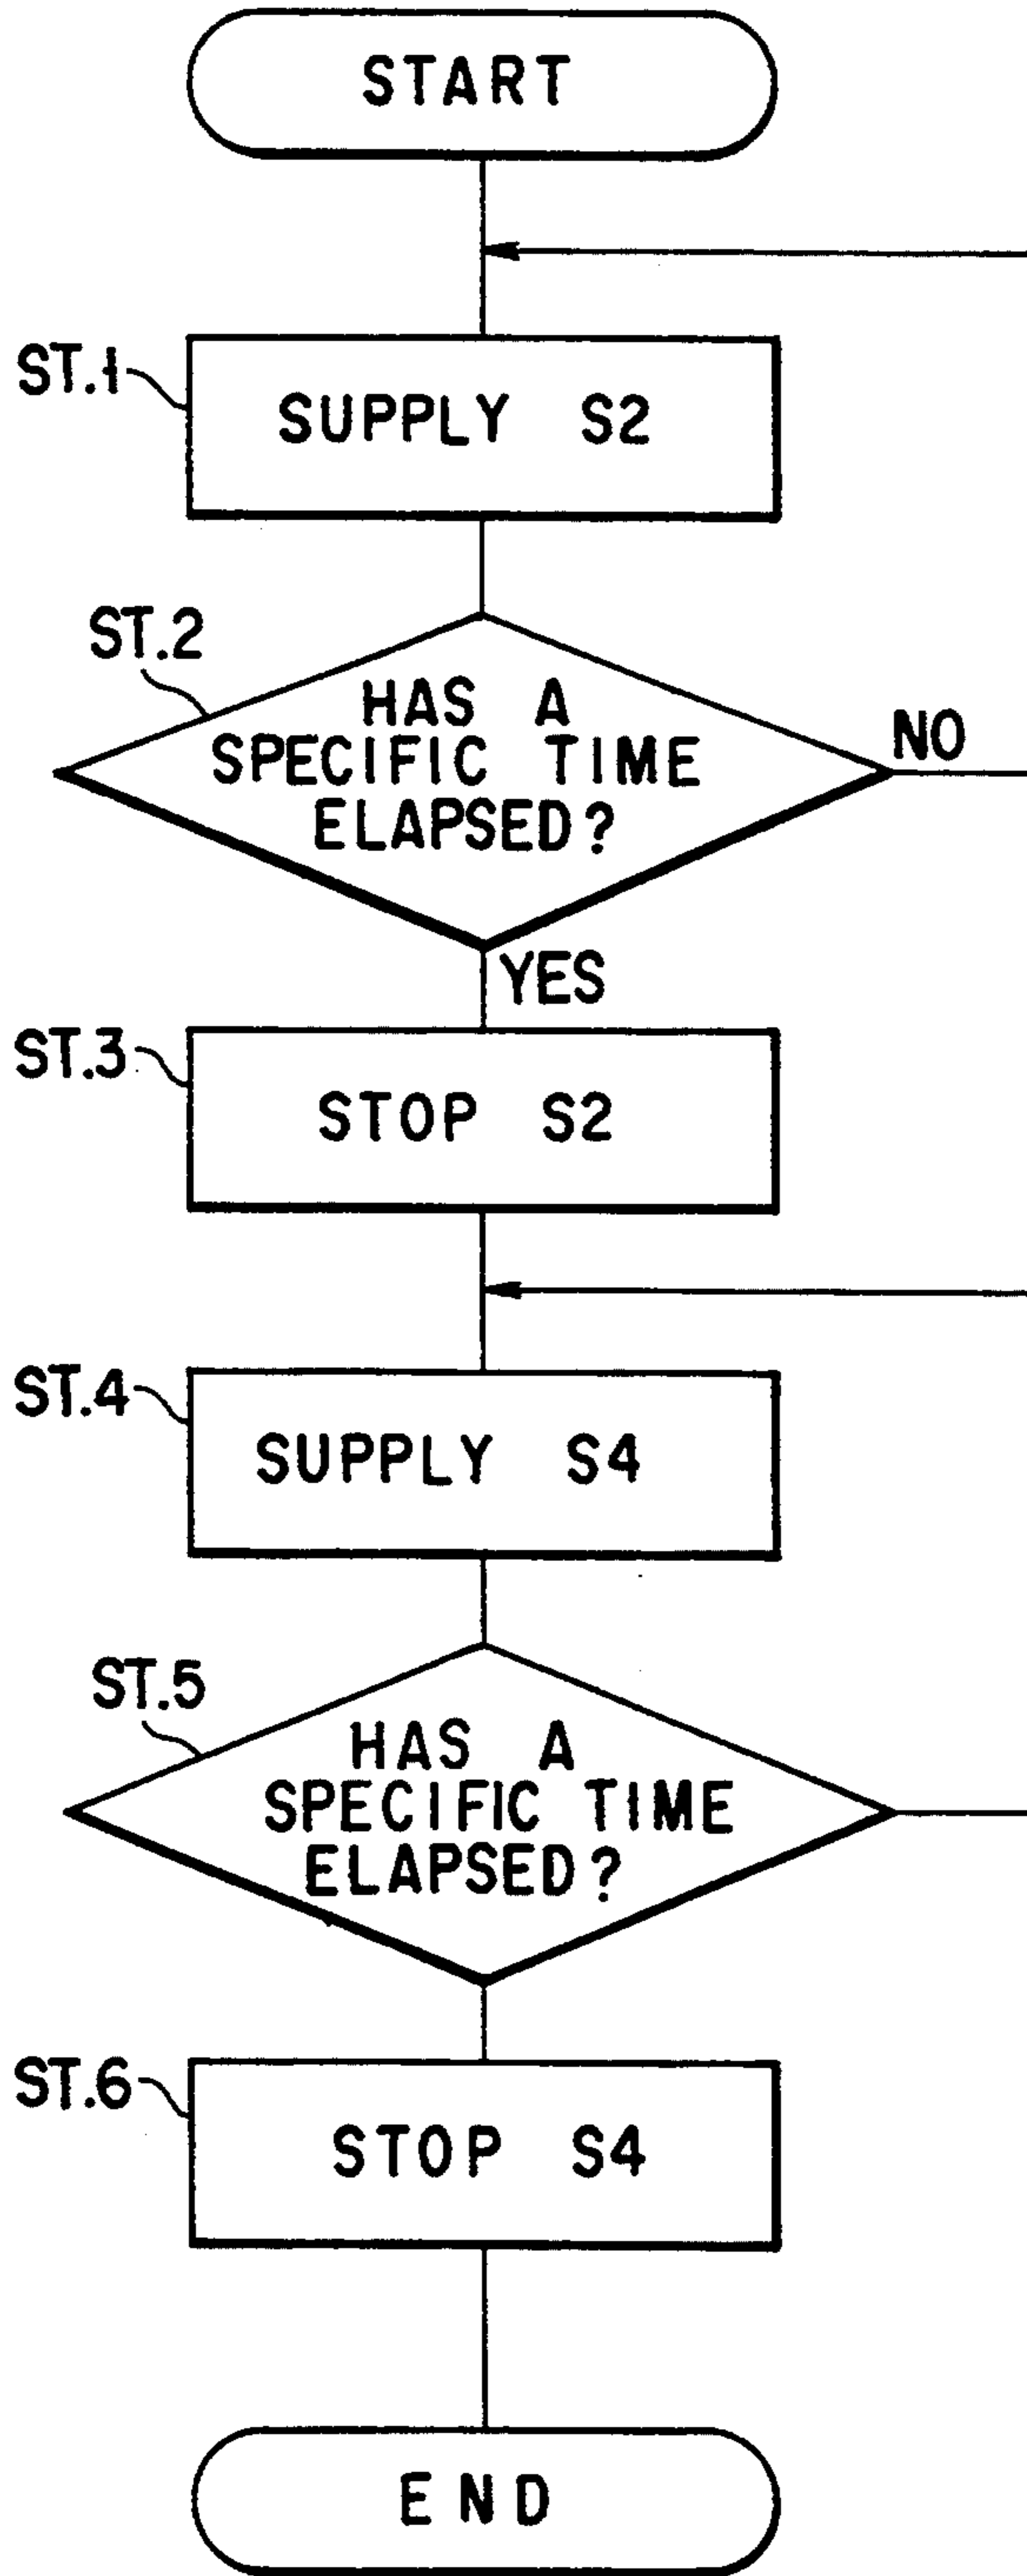 START
ST.1
SUPPLY S2
ST.2
HAS A
SPECIFIC TIME
ELAPSED?
NO
YES
ST.3
STOP S2
ST.4
SUPPLY S4
ST.5
HAS A
SPECIFIC TIME
ELAPSED?
ST.6
STOP S4
END